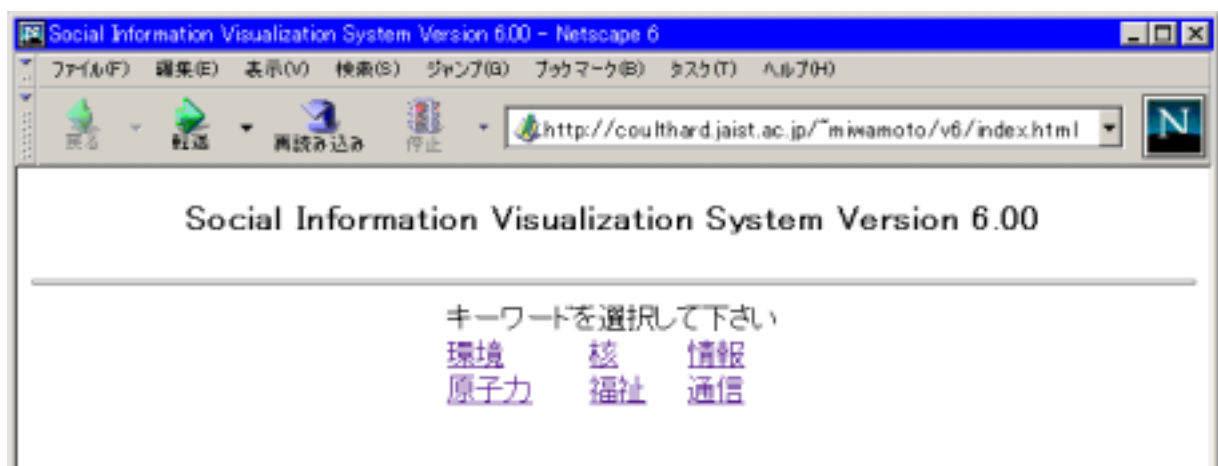 Social Information Visualization System Version 6.00 - Netscape 6
ファイル(F) 編集(E) 表示(V) 検索(S) ジャンプ(G) ブックマーク(B) タスク(T) ヘルプ(H)
戻る 転送 再読み込み 停止 http://coulthard.jaist.ac.jp/~miwamoto/v6/index.html N
Social Information Visualization System Version 6.00
キーワードを選択して下さい
環境 核 情報
原子力 福祉 通信